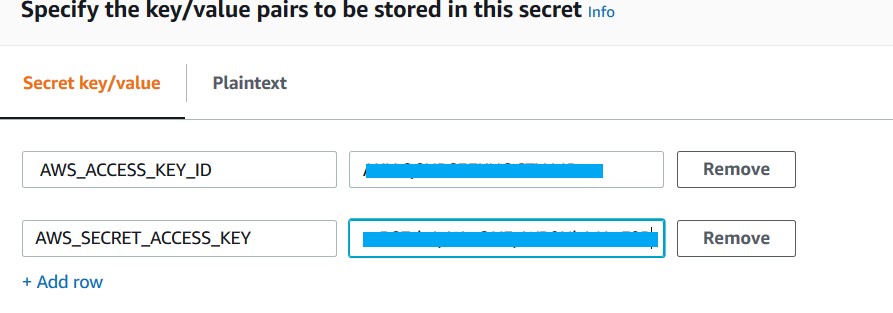 Specify the key/value pairs to be stored in this secret Info
Secret key/value Plaintext
AWS_ACCESS_KEY_ID Remove
AWS_SECRET_ACCESS_KEY Remove
+ Add row